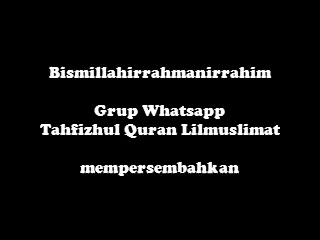 Bismillahirrahmanirrahim
Grup Whatsapp
Tahfizhul Quran Lilmuslimat
mempersembahkan